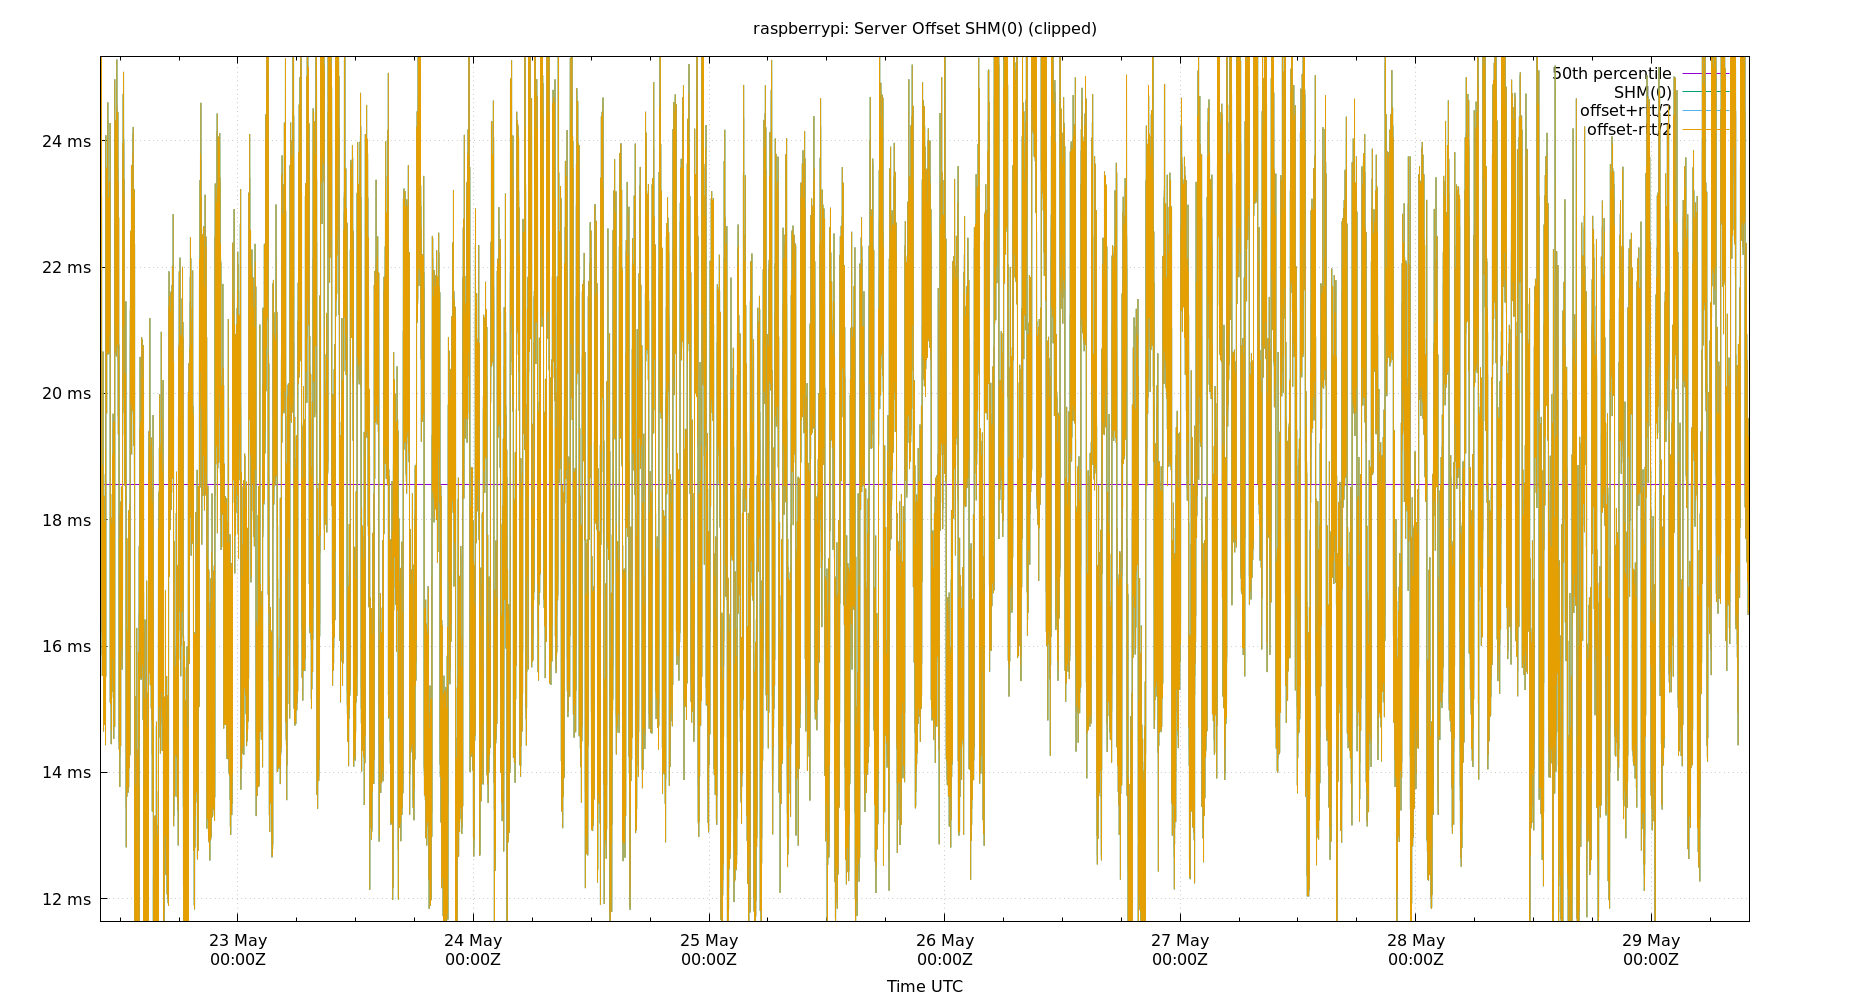 raspberrypi: Server Offset SHM(0) (clipped)
50th percentile
SHM(0)
offset+rtt/2
offset-rtt/2
24 ms
22 ms
20 ms
18 ms
16 ms
14 ms
12 ms
23 May 24 May 25 May 26 May 27 May 28 May 29 May
00:00Z 00:00Z 00:00Z 00:00Z 00:00Z 00:00Z 00:00Z
Time UTC